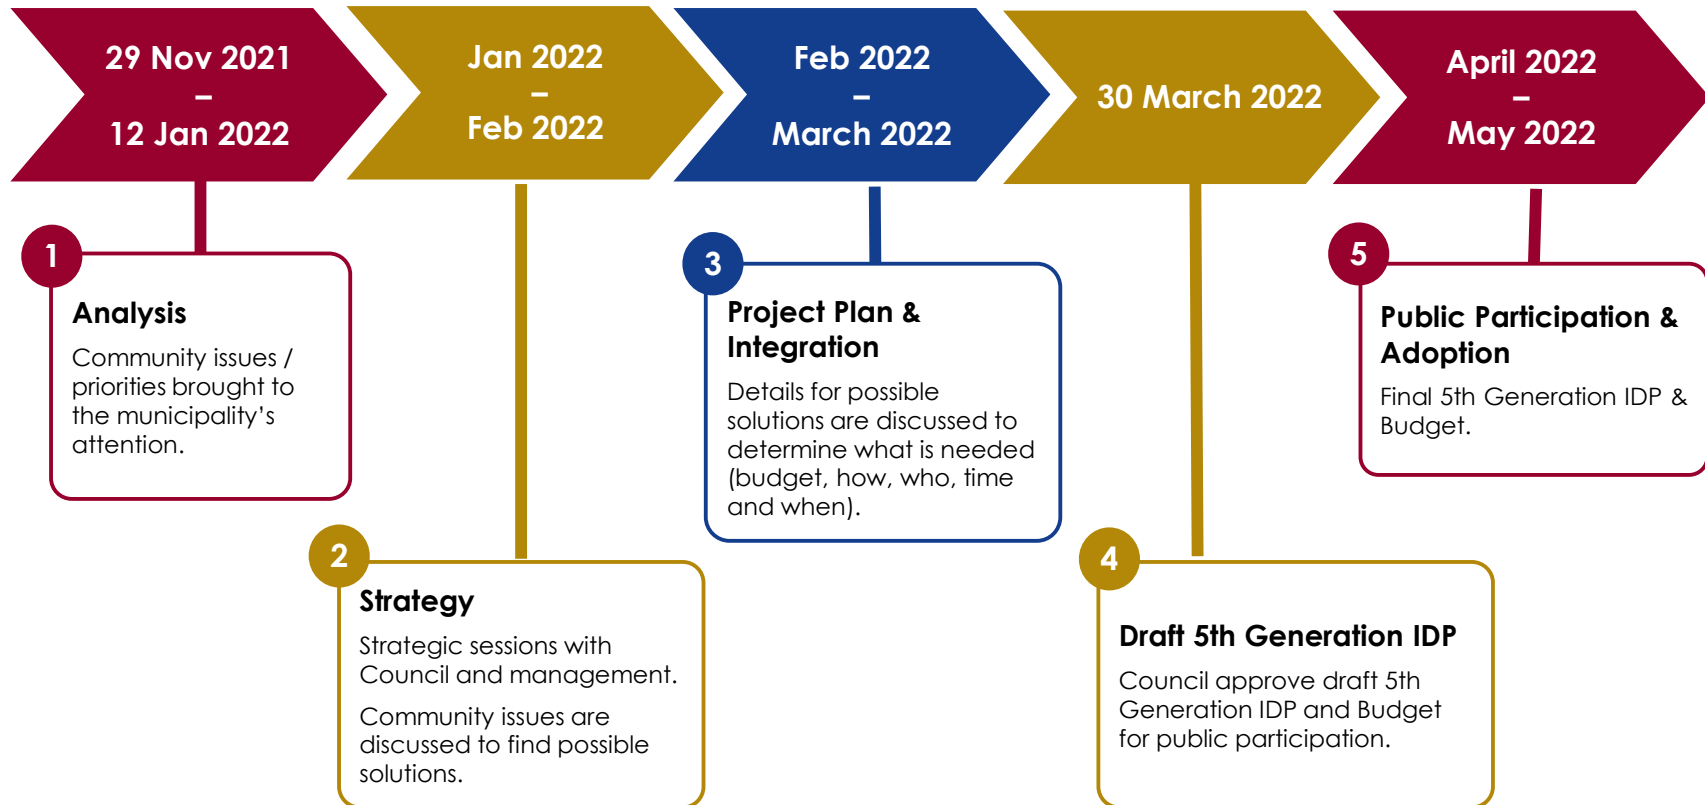 29 Nov 2021
–
12 Jan 2022
Jan 2022
–
Feb 2022
Feb 2022
–
March 2022
30 March 2022
April 2022
–
May 2022
1
Analysis
Community issues /
priorities brought to
the municipality’s
attention.
2
Strategy
Strategic sessions with
Council and management.
Community issues are
discussed to find possible
solutions.
3
Project Plan &
Integration
Details for possible
solutions are discussed to
determine what is needed
(budget, how, who, time
and when).
4
Draft 5th Generation IDP
Council approve draft 5th
Generation IDP and Budget
for public participation.
5
Public Participation &
Adoption
Final 5th Generation IDP &
Budget.